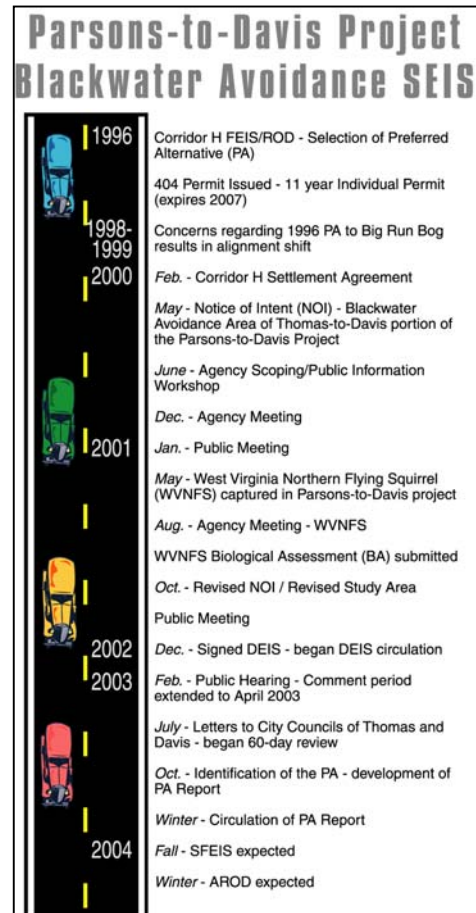 Parsons-to-Davis Project
Blackwater Avoidance SEIS
1996
Corridor H FEIS/ROD - Selection of Preferred
Alternative (PA)
404 Permit Issued - 11 year Individual Permit
(expires 2007)
1998-
1999
Concerns regarding 1996 PA to Big Run Bog
results in alignment shift
2000
Feb. - Corridor H Settlement Agreement
May - Notice of Intent (NOI) - Blackwater
Avoidance Area of Thomas-to-Davis portion of
the Parsons-to-Davis Project
June - Agency Scoping/Public Information
Workshop
Dec. - Agency Meeting
2001
Jan. - Public Meeting
May - West Virginia Northern Flying Squirrel
(WVNFS) captured in Parsons-to-Davis project
Aug. - Agency Meeting - WVNFS
WVNFS Biological Assessment (BA) submitted
Oct. - Revised NOI / Revised Study Area
Public Meeting
2002
Dec. - Signed DEIS - began DEIS circulation
2003
Feb. - Public Hearing - Comment period
extended to April 2003
July - Letters to City Councils of Thomas and
Davis - began 60-day review
Oct. - Identification of the PA - development of
PA Report
Winter - Circulation of PA Report
2004
Fall - SFEIS expected
Winter - AROD expected